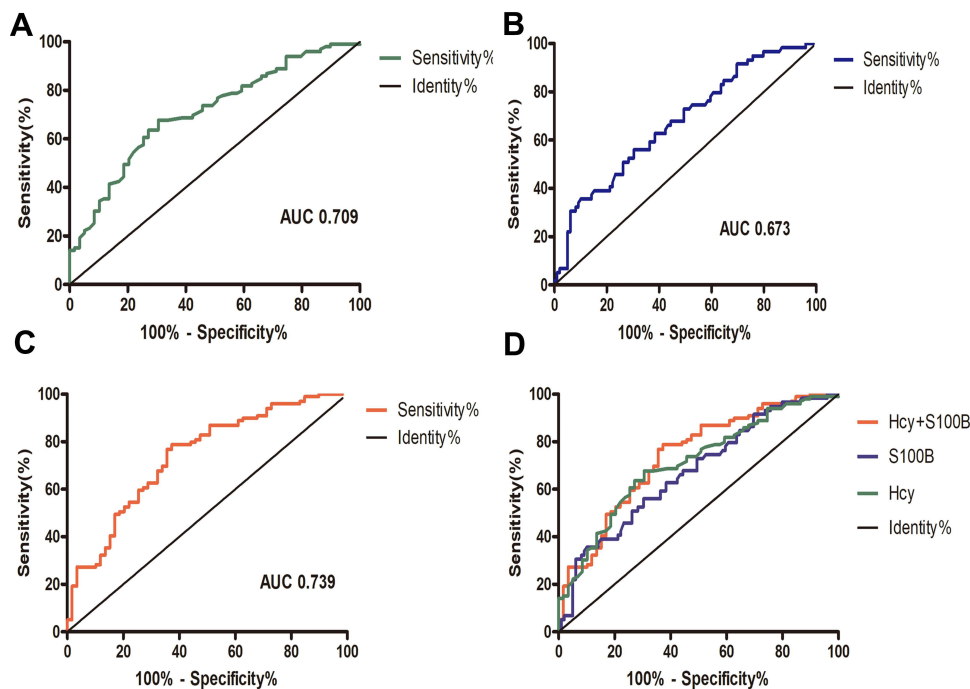 A
Sensitivity(%)
100
80
60
40
20
0
0 20 40 60 80 100
100% - Specificity%
Sensitivity%
Identity%
AUC 0.709
B
Sensitivity(%)
100
80
60
40
20
0
0 20 40 60 80 100
100% - Specificity%
Sensitivity%
Identity%
AUC 0.673
C
Sensitivity(%)
100
80
60
40
20
0
0 20 40 60 80 100
100% - Specificity%
Sensitivity%
Identity%
AUC 0.739
D
Sensitivity(%)
100
80
60
40
20
0
0 20 40 60 80 100
100% - Specificity%
Hcy+S100B
S100B
Hcy
Identity%